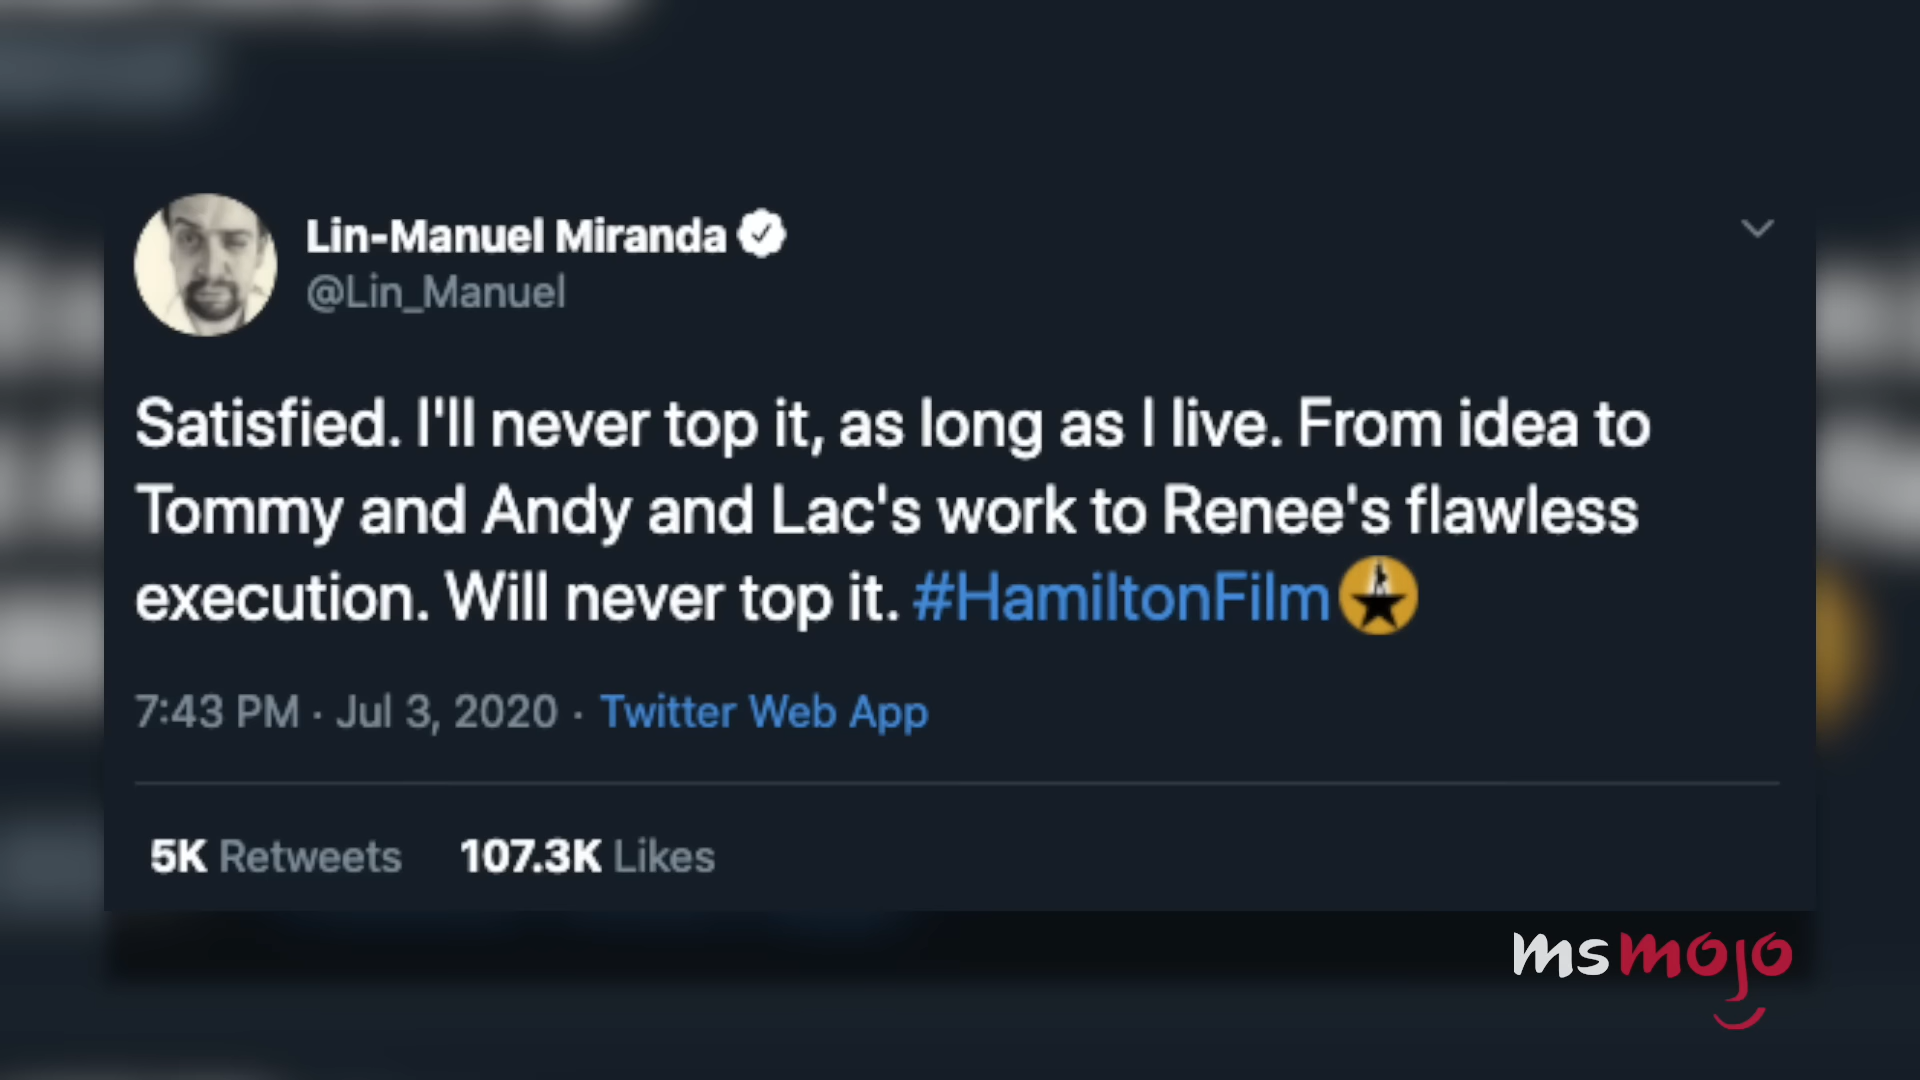 Lin-Manuel Miranda
@Lin_Manuel
Satisfied. I'll never top it, as long as I live. From idea to
Tommy and Andy and Lac's work to Renee's flawless
execution. Will never top it. #HamiltonFilm
7:43 PM · Jul 3, 2020 · Twitter Web App
5K Retweets 107.3K Likes
msmojo